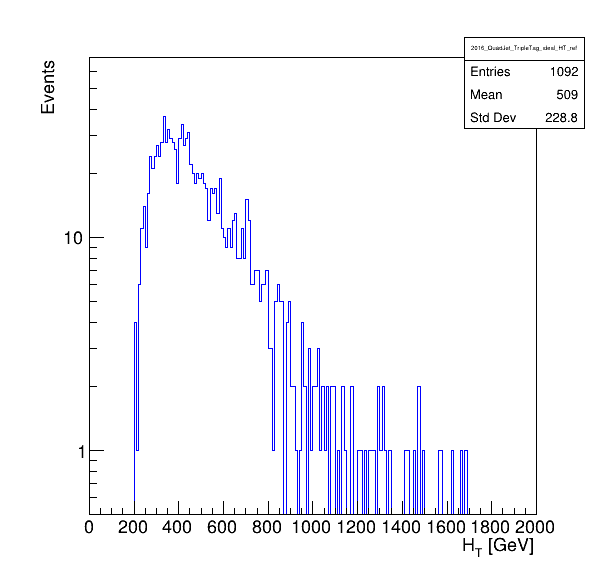 2016_QuadJet_TripleTag_ideal_HT_ref
Entries 1092
Mean 509
Std Dev 228.8
Events
10
1
0 200 400 600 800 1000 1200 1400 1600 1800 2000
H_T [GeV]